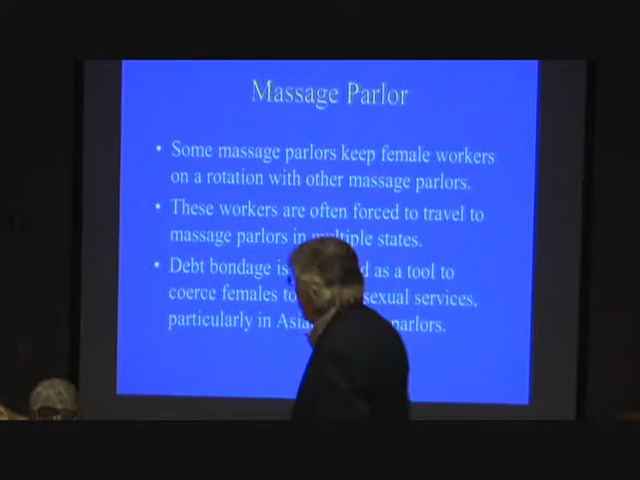 Massage Parlor
• Some massage parlors keep female workers
on a rotation with other massage parlors.
• These workers are often forced to travel to
massage parlors in multiple states.
• Debt bondage is as a tool to
coerce females to sexual services,
particularly in parlors.